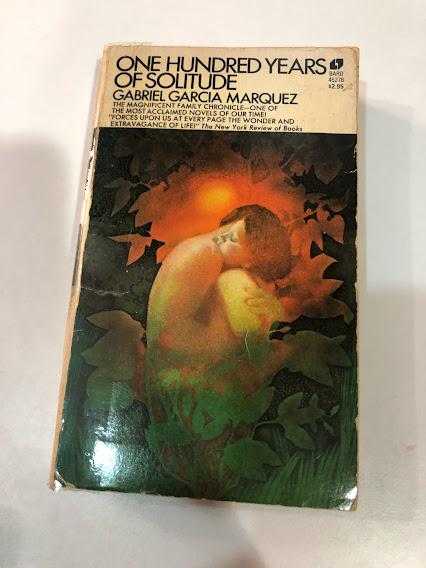 ONE HUNDRED YEARS
OF SOLITUDE
GABRIEL GARCIA MARQUEZ
THE MAGNIFICENT FAMILY CHRONICLE—ONE OF
THE MOST ACCLAIMED NOVELS OF OUR TIME!
"FORCES UPON US AT EVERY PAGE THE WONDER AND
EXTRAVAGANCE OF LIFE!" The New York Review of Books
BARD
45278
$2.95